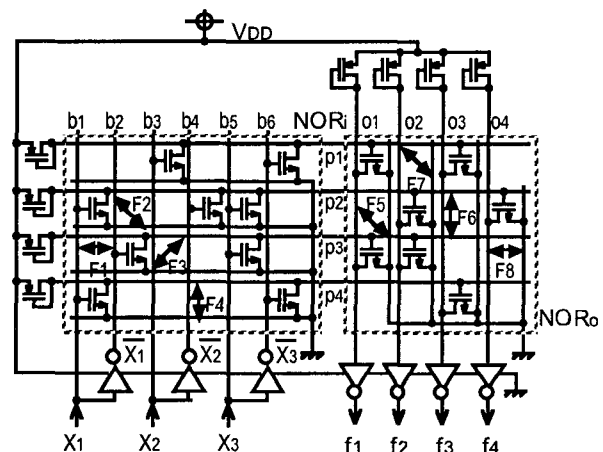 VDD
b1 b2 b3 b4 b5 b6 NORi o1 o2 o3 o4
p1
F7
F2 p2 F5 F6
F1 F3 p3 F8
F4 p4
NORo
X̅1 X̅2 X̅3
X1 X2 X3 f1 f2 f3 f4